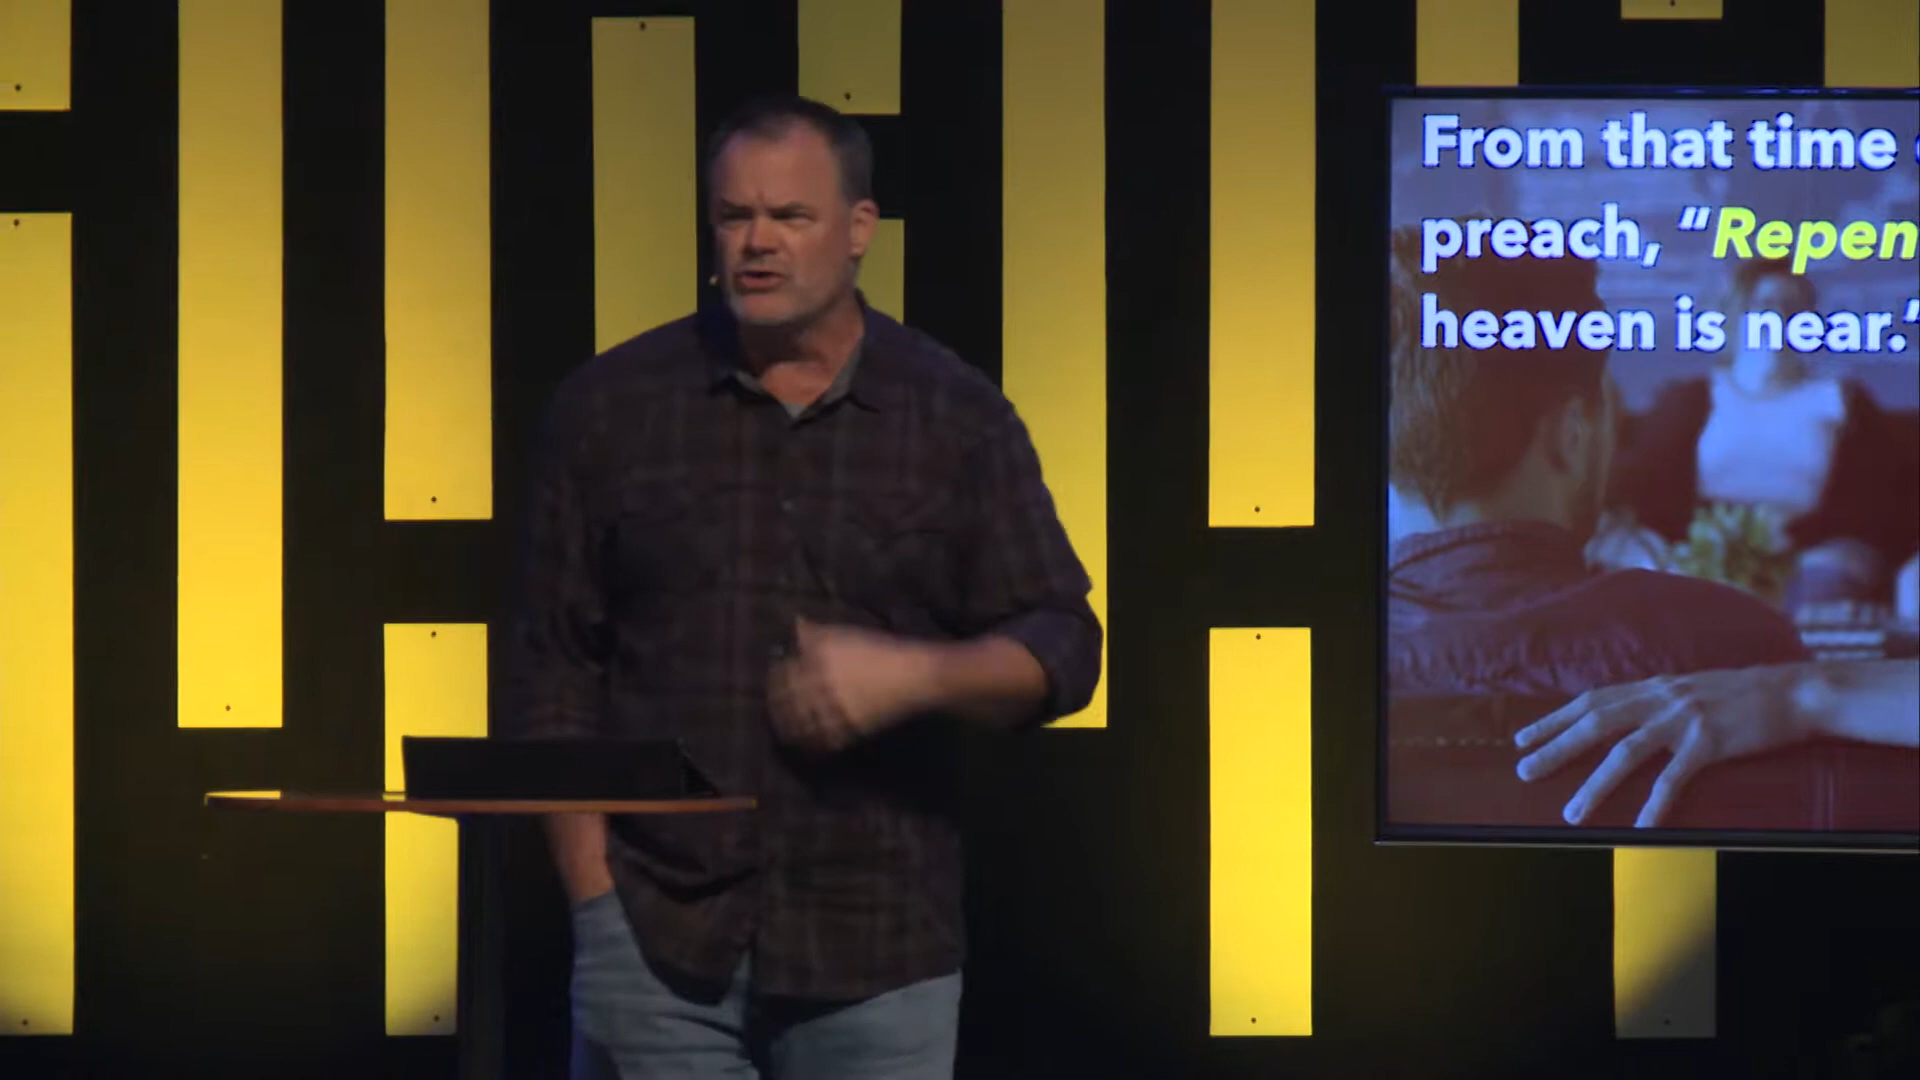 From that time
preach, "Repen
heaven is near."